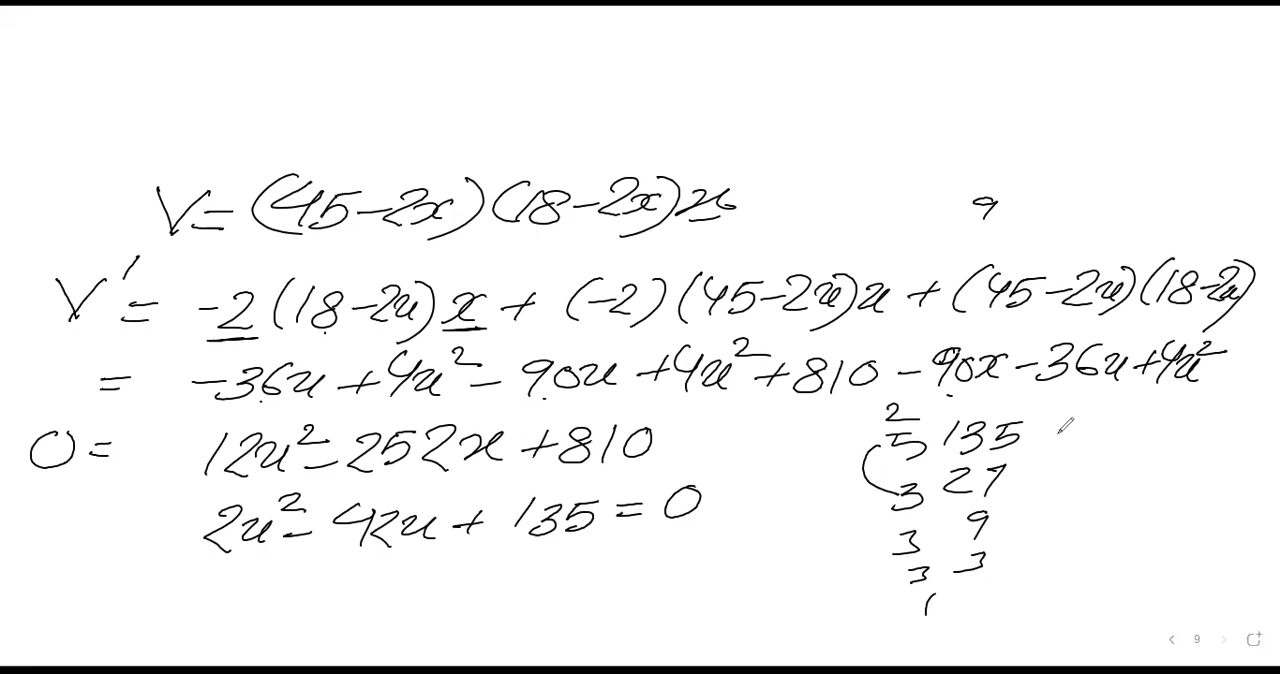 V = (45-2x)(18-2x)x
9
V' = -2(18-2x)x + (-2)(45-2x)x + (45-2x)(18-2x)
= -36x + 4x² - 90x + 4x² + 810 - 90x - 36x + 4x²
0 = 12x² - 252x + 810
2x² - 42x + 135 = 0
2
5 135
3 27
3 9
3 3
1
< 9 >